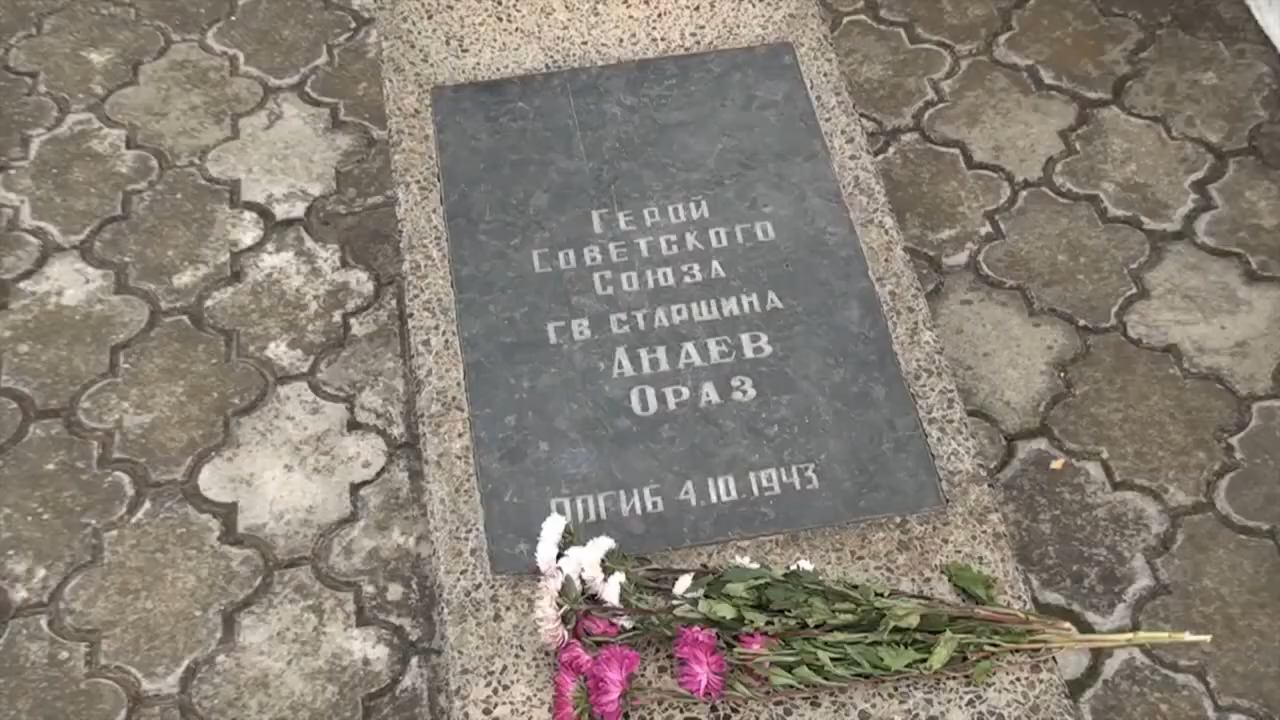 Герой
Советского
Союза
гв. старшина
Анаев
Ораз
погиб 4.10.1943